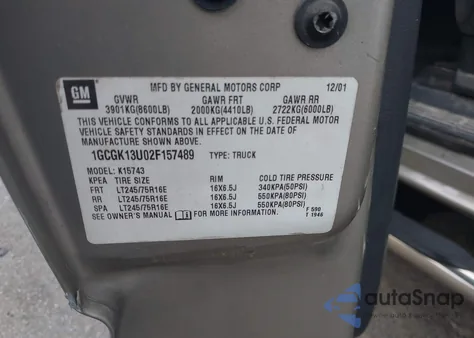 GM
MFD BY GENERAL MOTORS CORP 12/01
GVWR GAWR FRT GAWR RR
3901KG(8600LB) 2000KG(4410LB) 2722KG(6000LB)
THIS VEHICLE CONFORMS TO ALL APPLICABLE U.S. FEDERAL MOTOR
VEHICLE SAFETY STANDARDS IN EFFECT ON THE DATE OF
MANUFACTURE SHOWN ABOVE.
1GCGK13U02F157489 TYPE: TRUCK
MODEL: K15743
KPEA TIRE SIZE RIM COLD TIRE PRESSURE
FRT LT245/75R16E 16X6.5J 340KPA(50PSI)
RR LT245/75R16E 16X6.5J 550KPA(80PSI)
SPA LT245/75R16E 16X6.5J 550KPA(80PSI)
SEE OWNER'S MANUAL FOR MORE INFORMATION. F 590
T 1948
autoSnap